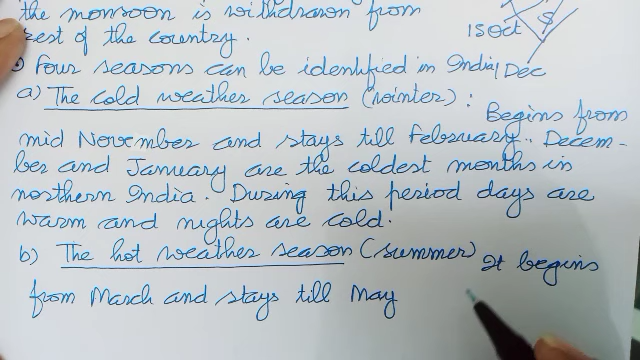 the monsoon is withdrawn from
rest of the country.
15 Oct
Four seasons can be identified in India, Dec
a) The cold weather season (winter) : Begins from
mid November and stays till February. Decem-
ber and January are the coldest months in
northern India. During this period days are
warm and nights are cold.
b) The hot weather season (summer) It begins
from March and stays till May